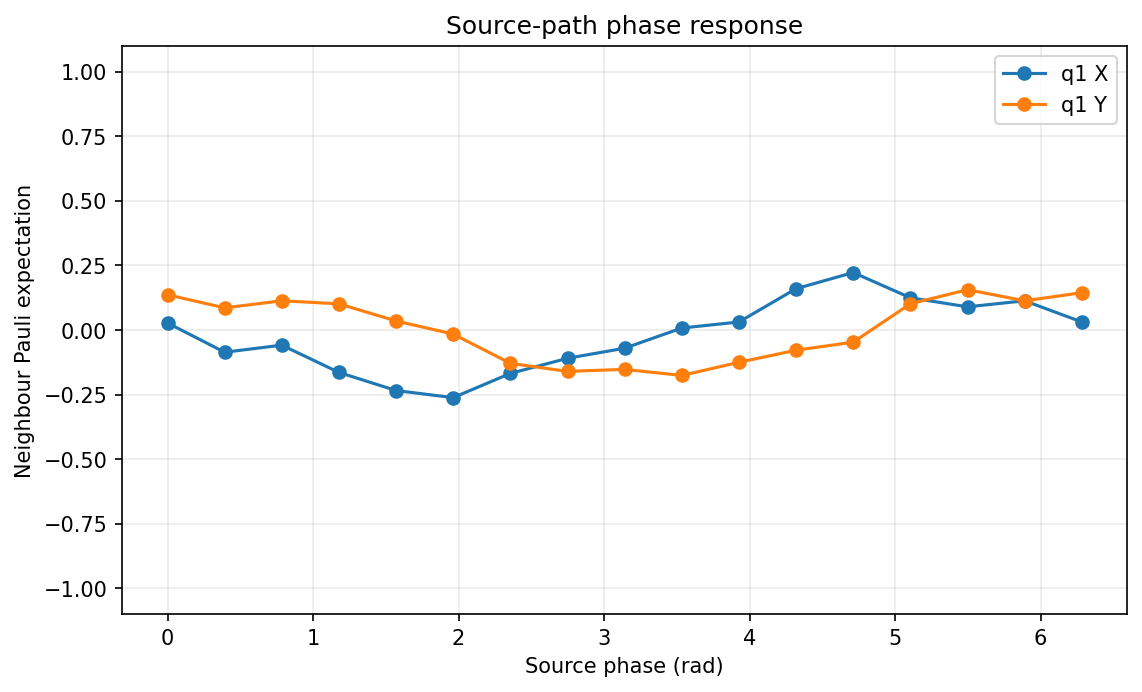 Source-path phase response
Neighbour Pauli expectation
1.00
0.75
0.50
0.25
0.00
−0.25
−0.50
−0.75
−1.00
q1 X
q1 Y
0 1 2 3 4 5 6
Source phase (rad)